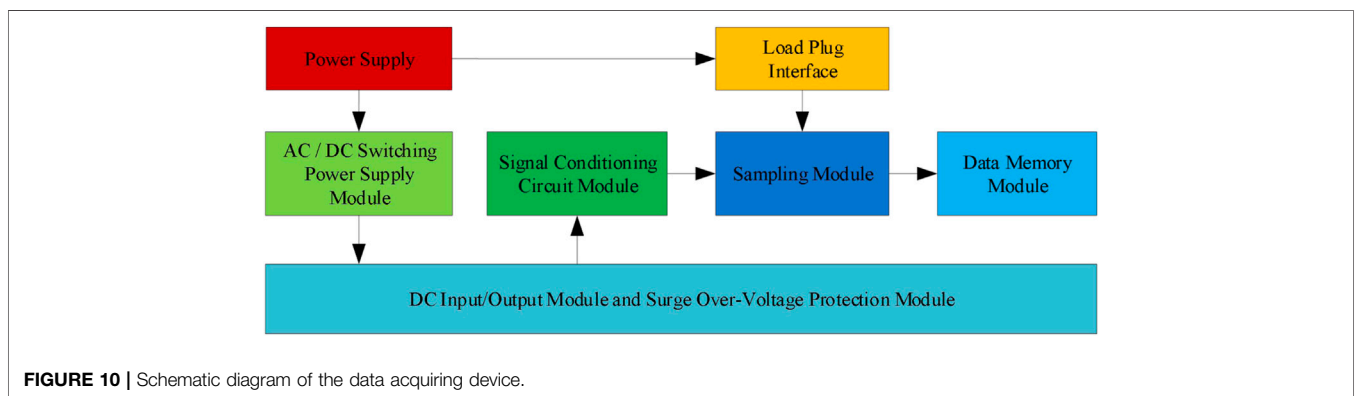 Power Supply
Load Plug
Interface
AC / DC Switching
Power Supply
Module
Signal Conditioning
Circuit Module
Sampling Module
Data Memory
Module
DC Input/Output Module and Surge Over-Voltage Protection Module
FIGURE 10 | Schematic diagram of the data acquiring device.